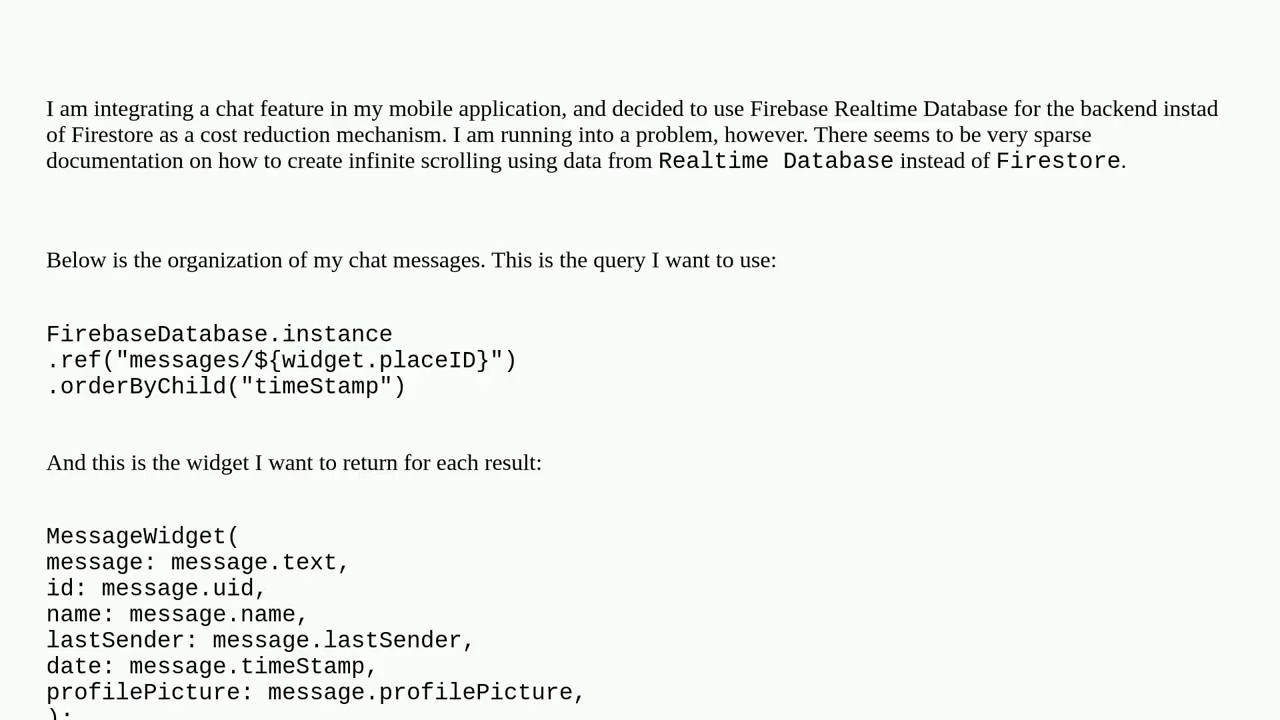 I am integrating a chat feature in my mobile application, and decided to use Firebase Realtime Database for the backend instad
of Firestore as a cost reduction mechanism. I am running into a problem, however. There seems to be very sparse
documentation on how to create infinite scrolling using data from Realtime Database instead of Firestore.
Below is the organization of my chat messages. This is the query I want to use:
FirebaseDatabase.instance
.ref("messages/${widget.placeID}")
.orderByChild("timeStamp")
And this is the widget I want to return for each result:
MessageWidget(
message: message.text,
id: message.uid,
name: message.name,
lastSender: message.lastSender,
date: message.timeStamp,
profilePicture: message.profilePicture,
);